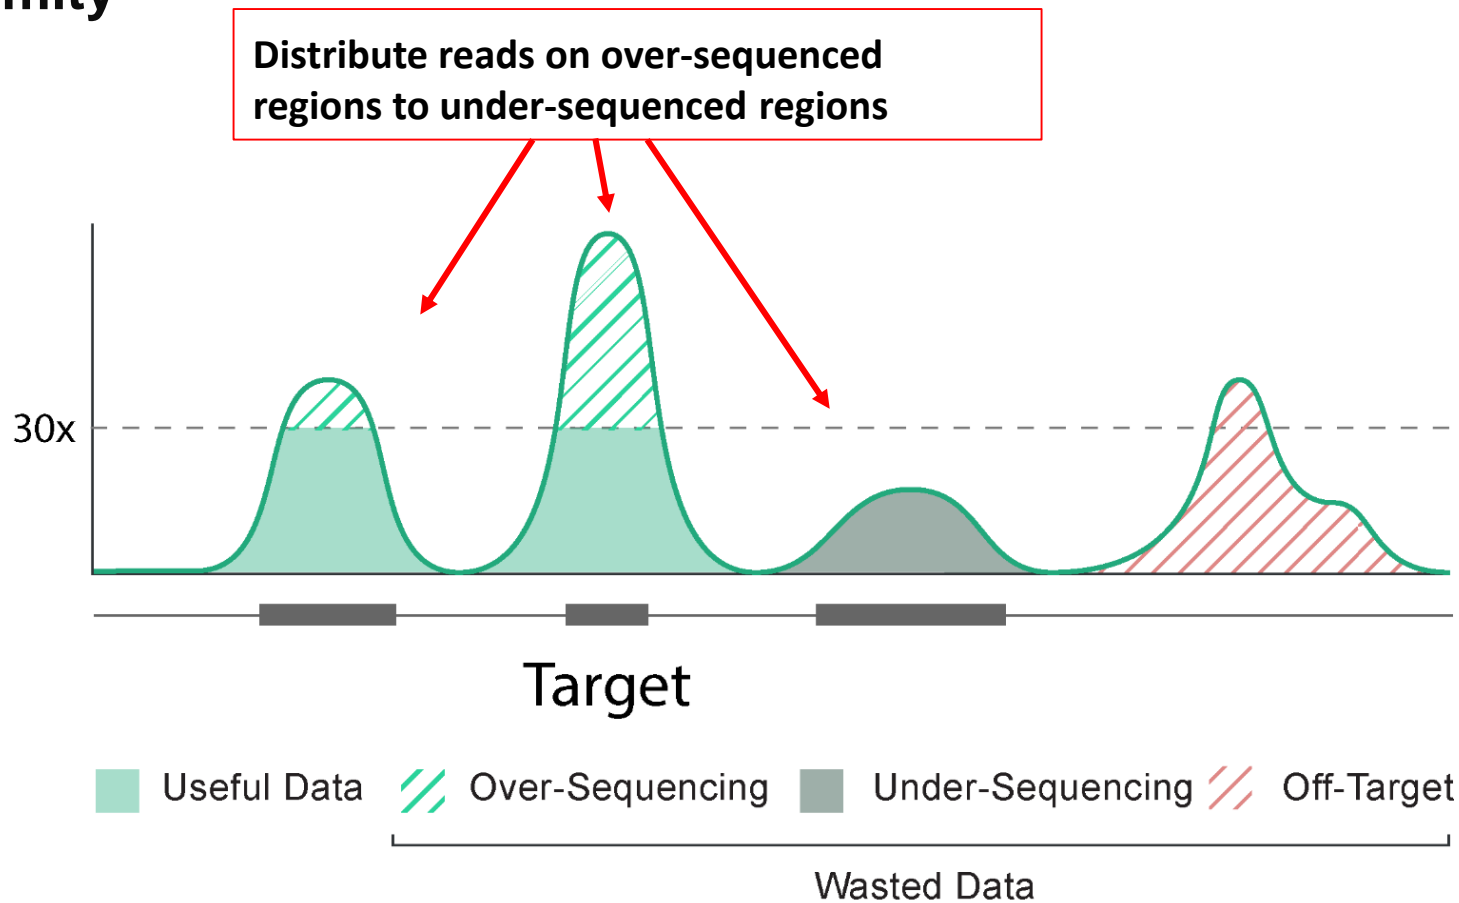 Distribute reads on over-sequenced
regions to under-sequenced regions
30x
Target
Useful Data
Over-Sequencing
Under-Sequencing
Off-Target
Wasted Data